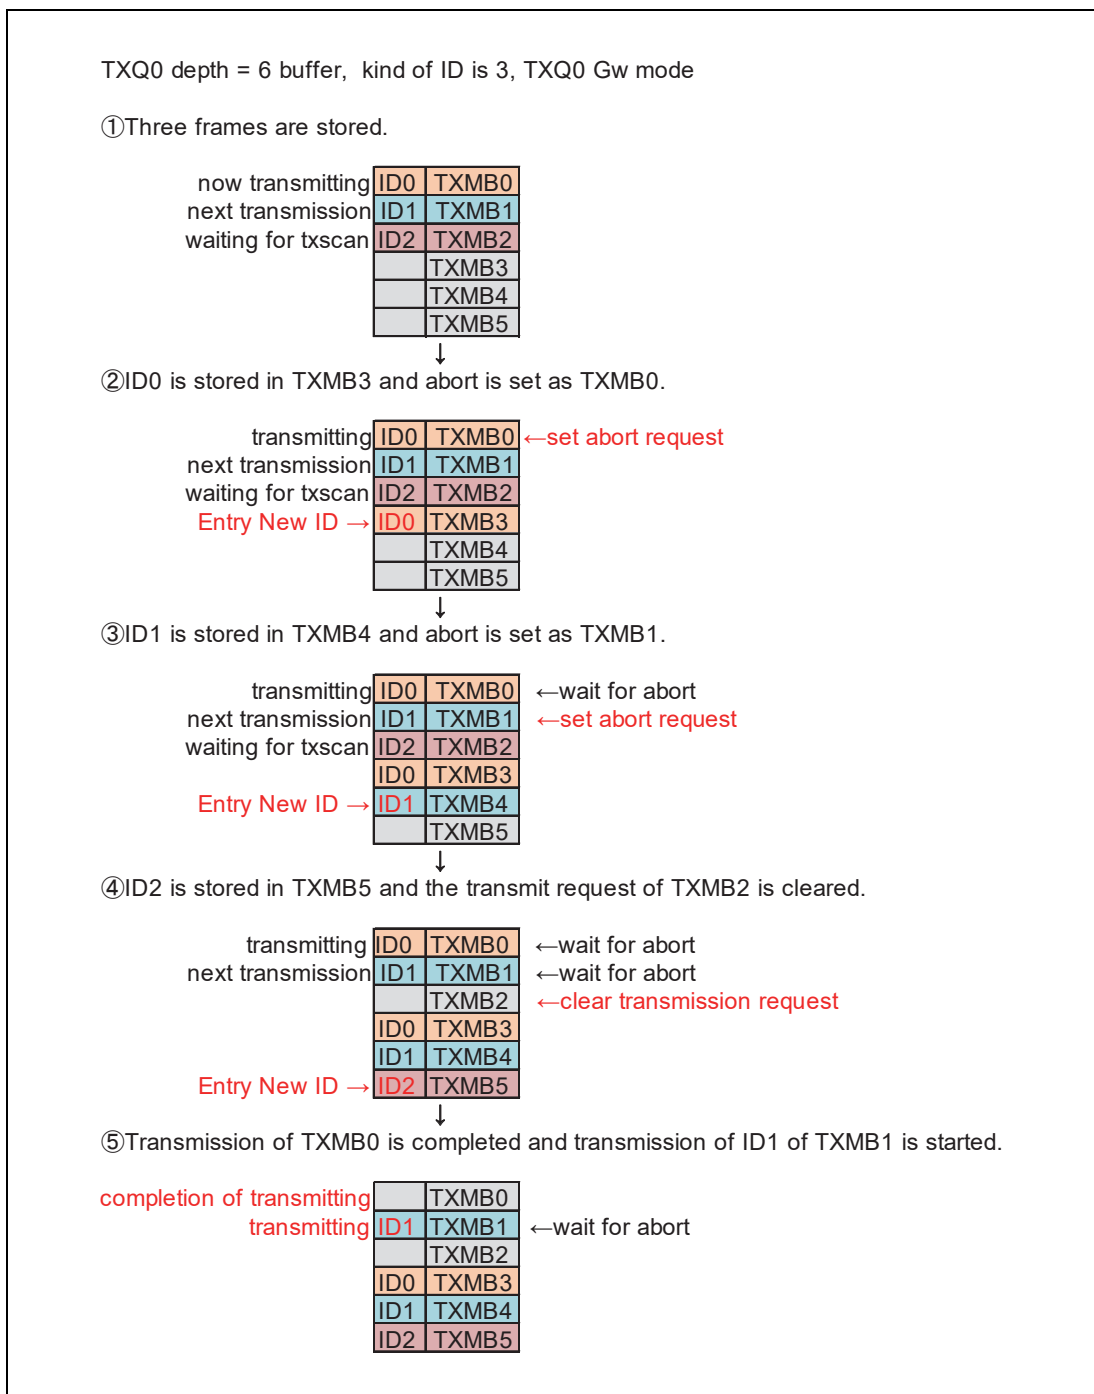 TXQ0 depth = 6 buffer, kind of ID is 3, TXQ0 Gw mode
①Three frames are stored.
now transmitting ID0 TXMB0
next transmission ID1 TXMB1
waiting for txscan ID2 TXMB2
TXMB3
TXMB4
TXMB5
↓
②ID0 is stored in TXMB3 and abort is set as TXMB0.
transmitting ID0 TXMB0 ←set abort request
next transmission ID1 TXMB1
waiting for txscan ID2 TXMB2
Entry New ID → ID0 TXMB3
TXMB4
TXMB5
↓
③ID1 is stored in TXMB4 and abort is set as TXMB1.
transmitting ID0 TXMB0 ←wait for abort
next transmission ID1 TXMB1 ←set abort request
waiting for txscan ID2 TXMB2
ID0 TXMB3
Entry New ID → ID1 TXMB4
TXMB5
↓
④ID2 is stored in TXMB5 and the transmit request of TXMB2 is cleared.
transmitting ID0 TXMB0 ←wait for abort
next transmission ID1 TXMB1 ←wait for abort
TXMB2 ←clear transmission request
ID0 TXMB3
ID1 TXMB4
Entry New ID → ID2 TXMB5
↓
⑤Transmission of TXMB0 is completed and transmission of ID1 of TXMB1 is started.
completion of transmitting TXMB0
transmitting ID1 TXMB1 ←wait for abort
TXMB2
ID0 TXMB3
ID1 TXMB4
ID2 TXMB5